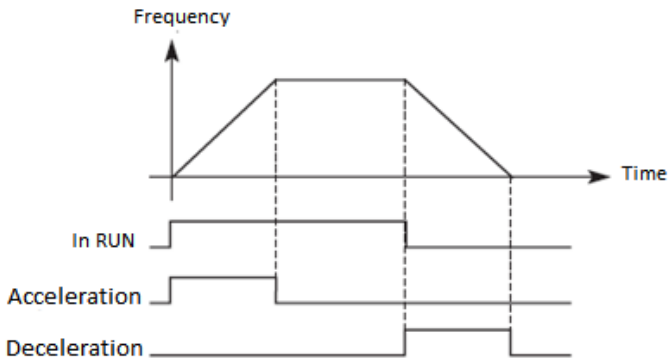 Frequency
Time
In RUN
Acceleration
Deceleration